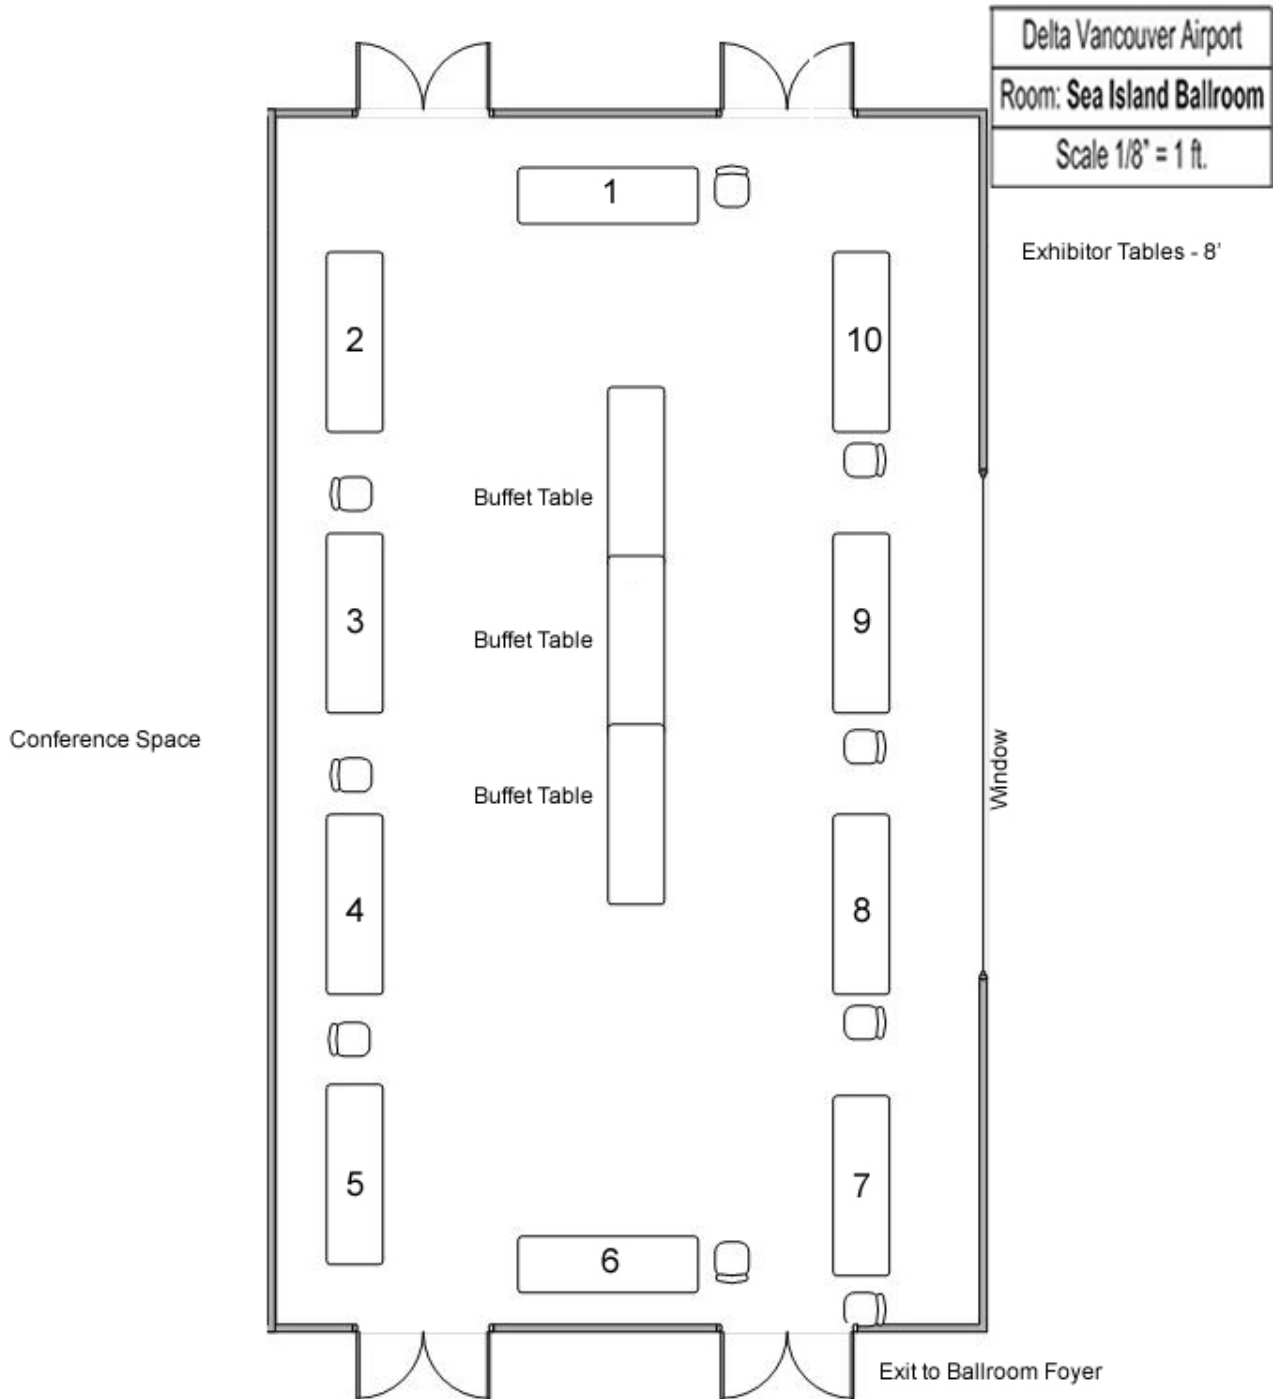 Delta Vancouver Airport
Room: Sea Island Ballroom
Scale 1/8" = 1 ft.
1
Exhibitor Tables - 8'
2
10
Buffet Table
3
9
Buffet Table
Conference Space
Window
Buffet Table
4
8
5
7
6
Exit to Ballroom Foyer